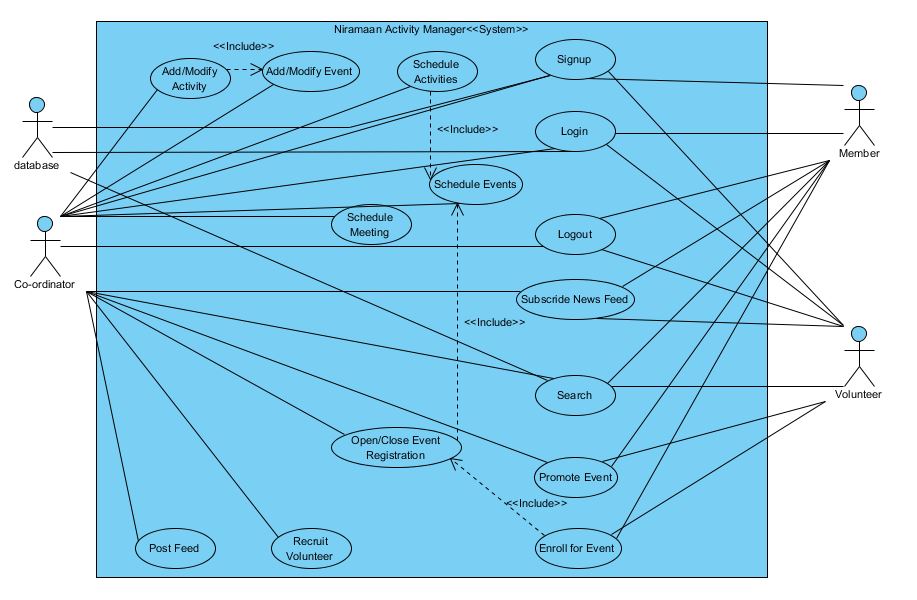 Niramaan Activity Manager<<System>>
<<Include>>
Add/Modify
Activity
Add/Modify Event
Schedule
Activities
Signup
<<Include>>
Login
database
Member
Schedule Events
Schedule
Meeting
Logout
Co-ordinator
Subscride News Feed
<<Include>>
Search
Volunteer
Open/Close Event
Registration
Promote Event
<<Include>>
Post Feed
Recruit
Volunteer
Enroll for Event